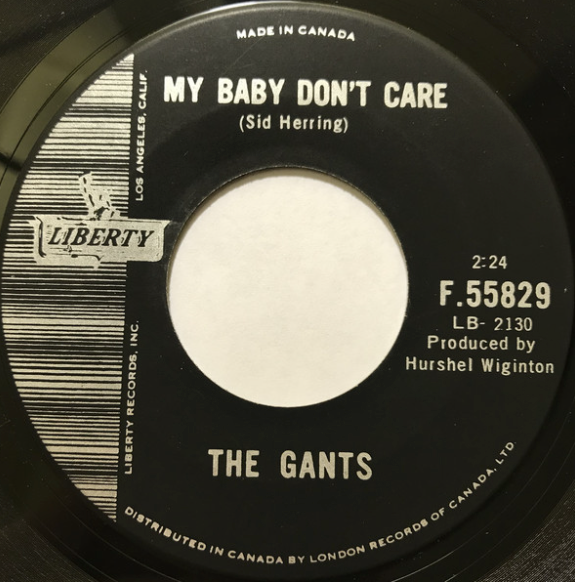 MADE IN CANADA
MY BABY DON'T CARE
(Sid Herring)
LOS ANGELES, CALIF.
LIBERTY
LIBERTY RECORDS, INC.
2:24
F.55829
LB- 2130
Produced by
Hurshel Wiginton
THE GANTS
DISTRIBUTED IN CANADA BY LONDON RECORDS OF CANADA, LTD.